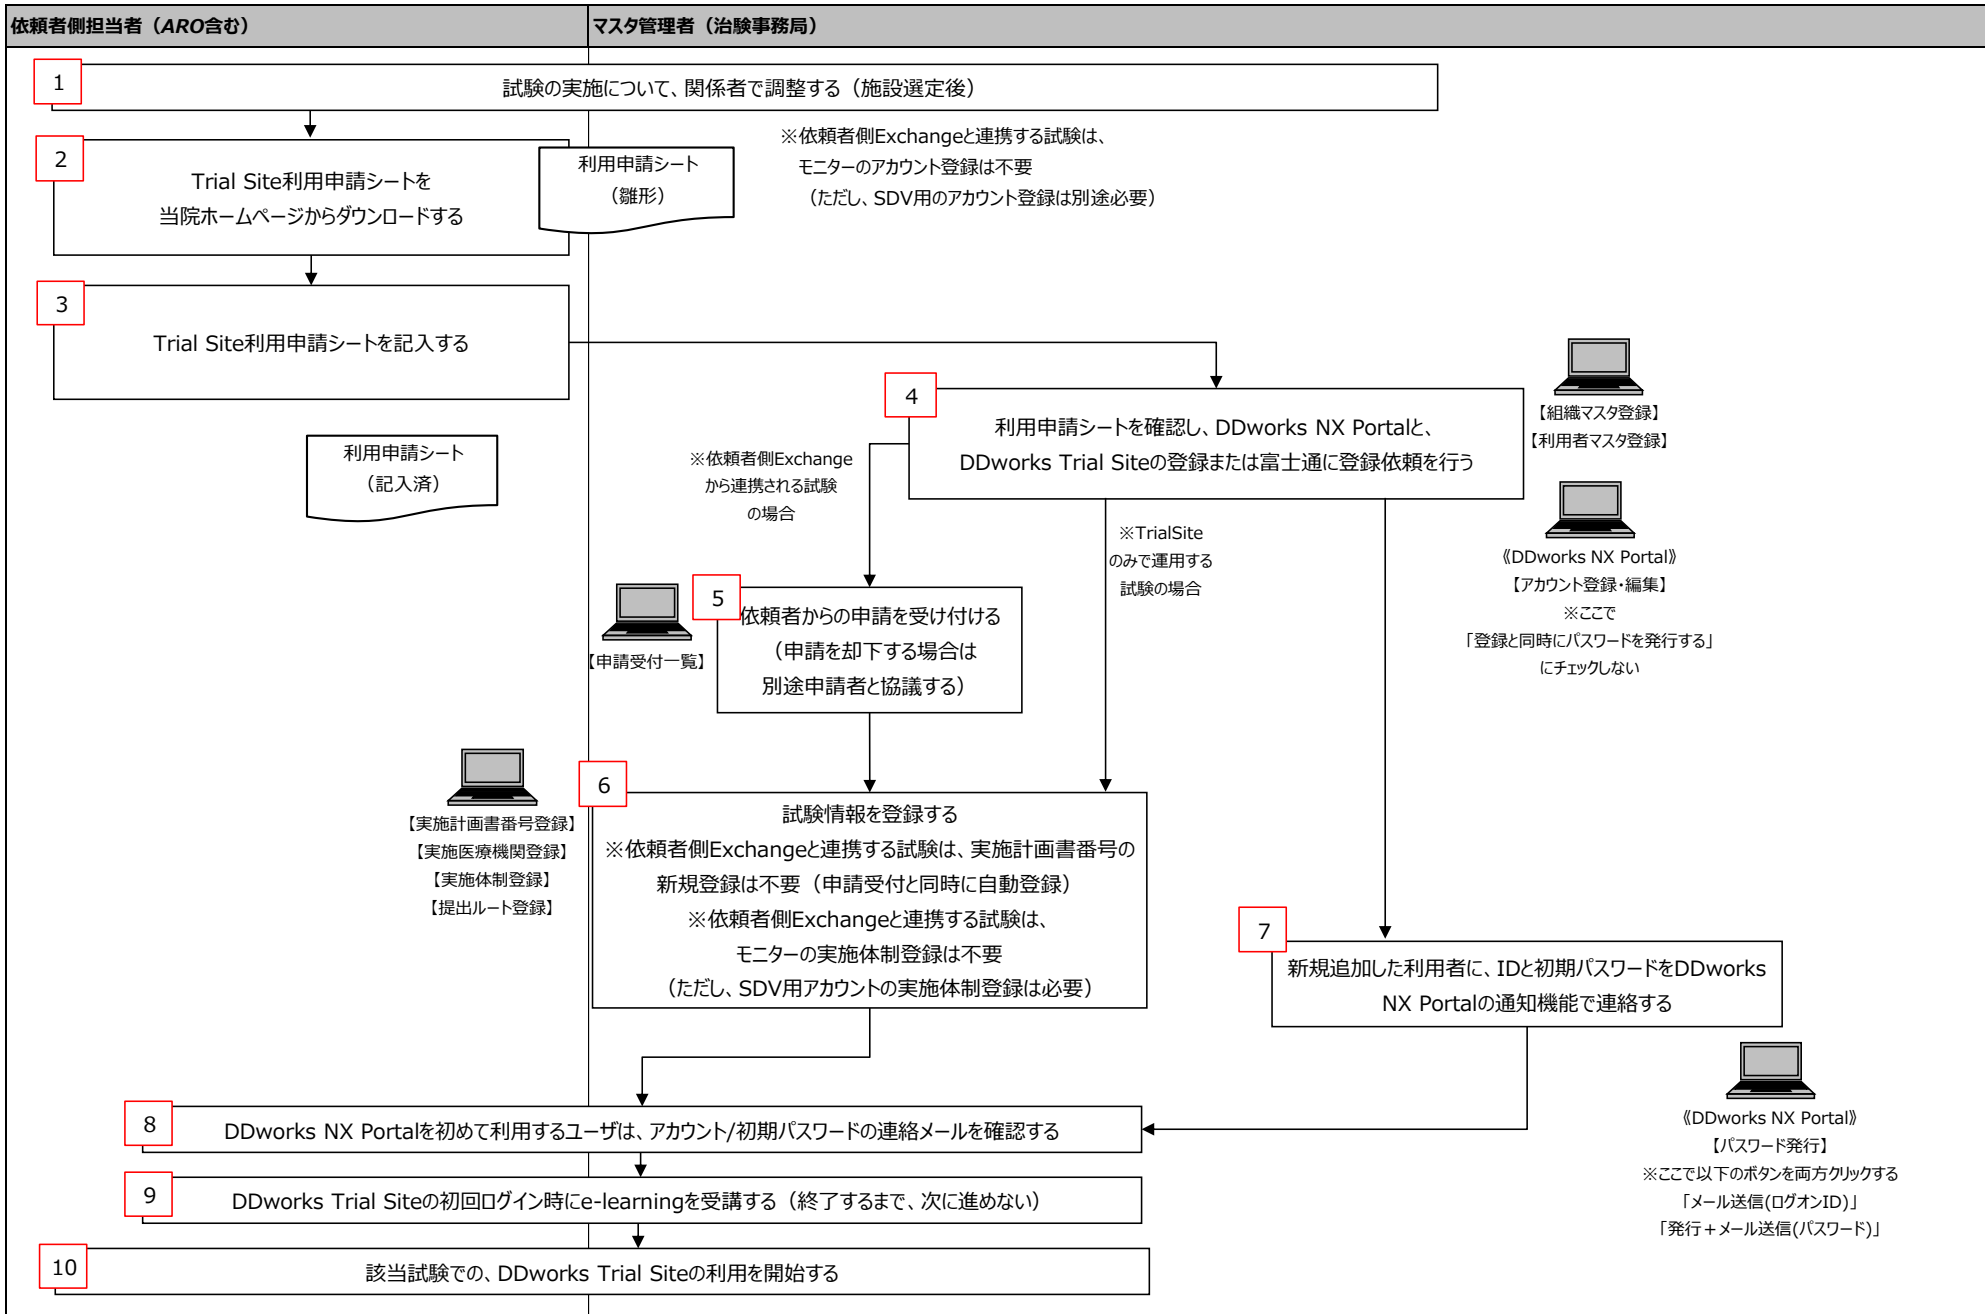 依頼者側担当者（ARO含む）
マスタ管理者（治験事務局）
1
試験の実施について、関係者で調整する（施設選定後）
2
Trial Site利用申請シートを
当院ホームページからダウンロードする
利用申請シート
（雛形）
※依頼者側Exchangeと連携する試験は、
モニターのアカウント登録は不要
（ただし、SDV用のアカウント登録は別途必要）
3
Trial Site利用申請シートを記入する
利用申請シート
（記入済）
4
利用申請シートを確認し、DDworks NX Portalと、
DDworks Trial Siteの登録または富士通に登録依頼を行う
【組織マスタ登録】
【利用者マスタ登録】
※依頼者側Exchange
から連携される試験
の場合
※TrialSite
のみで運用する
試験の場合
《DDworks NX Portal》
【アカウント登録・編集】
※ここで
「登録と同時にパスワードを発行する」
にチェックしない
5
依頼者からの申請を受け付ける
（申請を却下する場合は
別途申請者と協議する）
【申請受付一覧】
6
試験情報を登録する
※依頼者側Exchangeと連携する試験は、実施計画書番号の
新規登録は不要（申請受付と同時に自動登録）
※依頼者側Exchangeと連携する試験は、
モニターの実施体制登録は不要
（ただし、SDV用アカウントの実施体制登録は必要）
【実施計画書番号登録】
【実施医療機関登録】
【実施体制登録】
【提出ルート登録】
7
新規追加した利用者に、IDと初期パスワードをDDworks
NX Portalの通知機能で連絡する
《DDworks NX Portal》
【パスワード発行】
※ここで以下のボタンを両方クリックする
「メール送信(ログオンID)」
「発行＋メール送信(パスワード)」
8
DDworks NX Portalを初めて利用するユーザは、アカウント/初期パスワードの連絡メールを確認する
9
DDworks Trial Siteの初回ログイン時にe-learningを受講する（終了するまで、次に進めない）
10
該当試験での、DDworks Trial Siteの利用を開始する